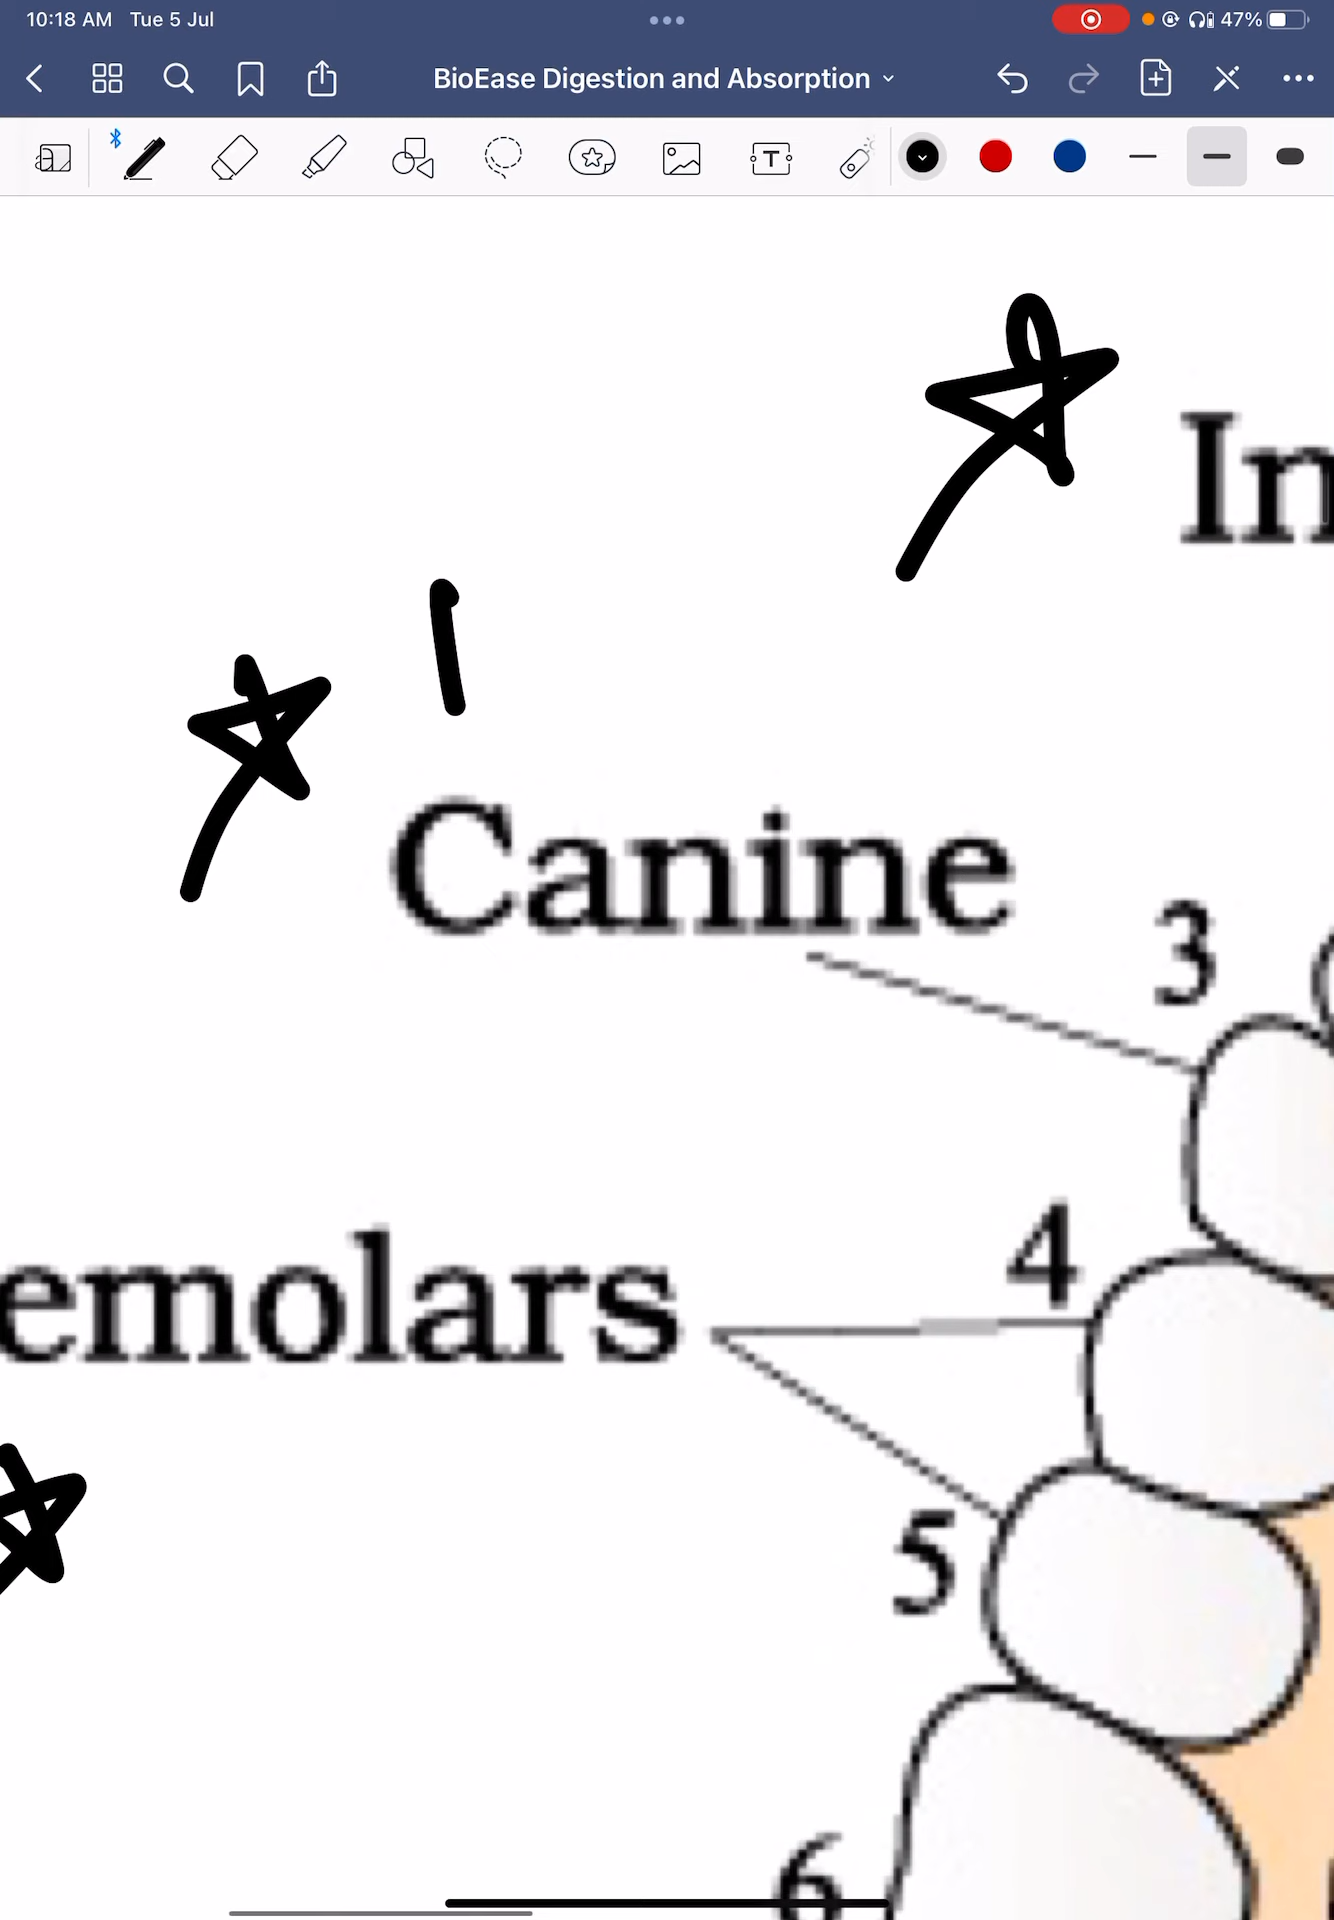 10:18 AM Tue 5 Jul
47%
BioEase Digestion and Absorption
In
1
Canine
3
emolars
4
5
6